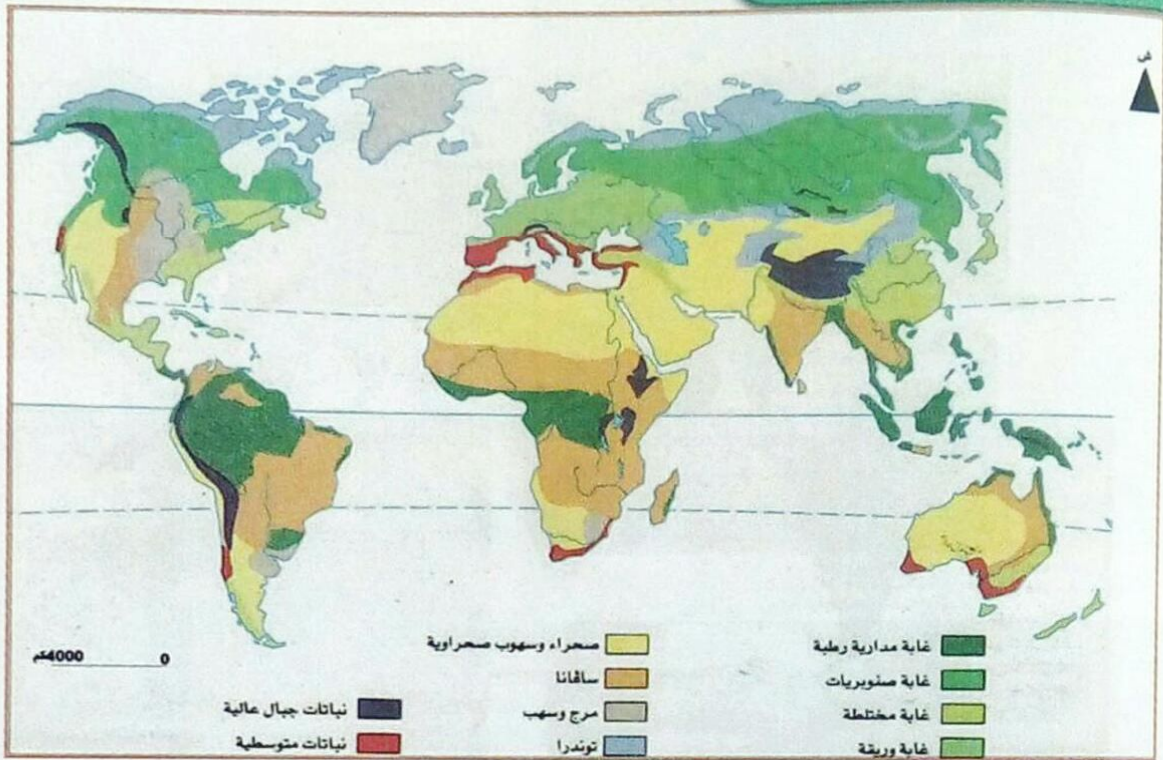 ش
غابة مدارية رطبة
غابة صنوبريات
غابة مختلطة
غابة وريقة
صحراء وسهوب صحراوية
ساڤانا
مرج وسهب
توندرا
نباتات جبال عالية
نباتات متوسطية
0 4000كم